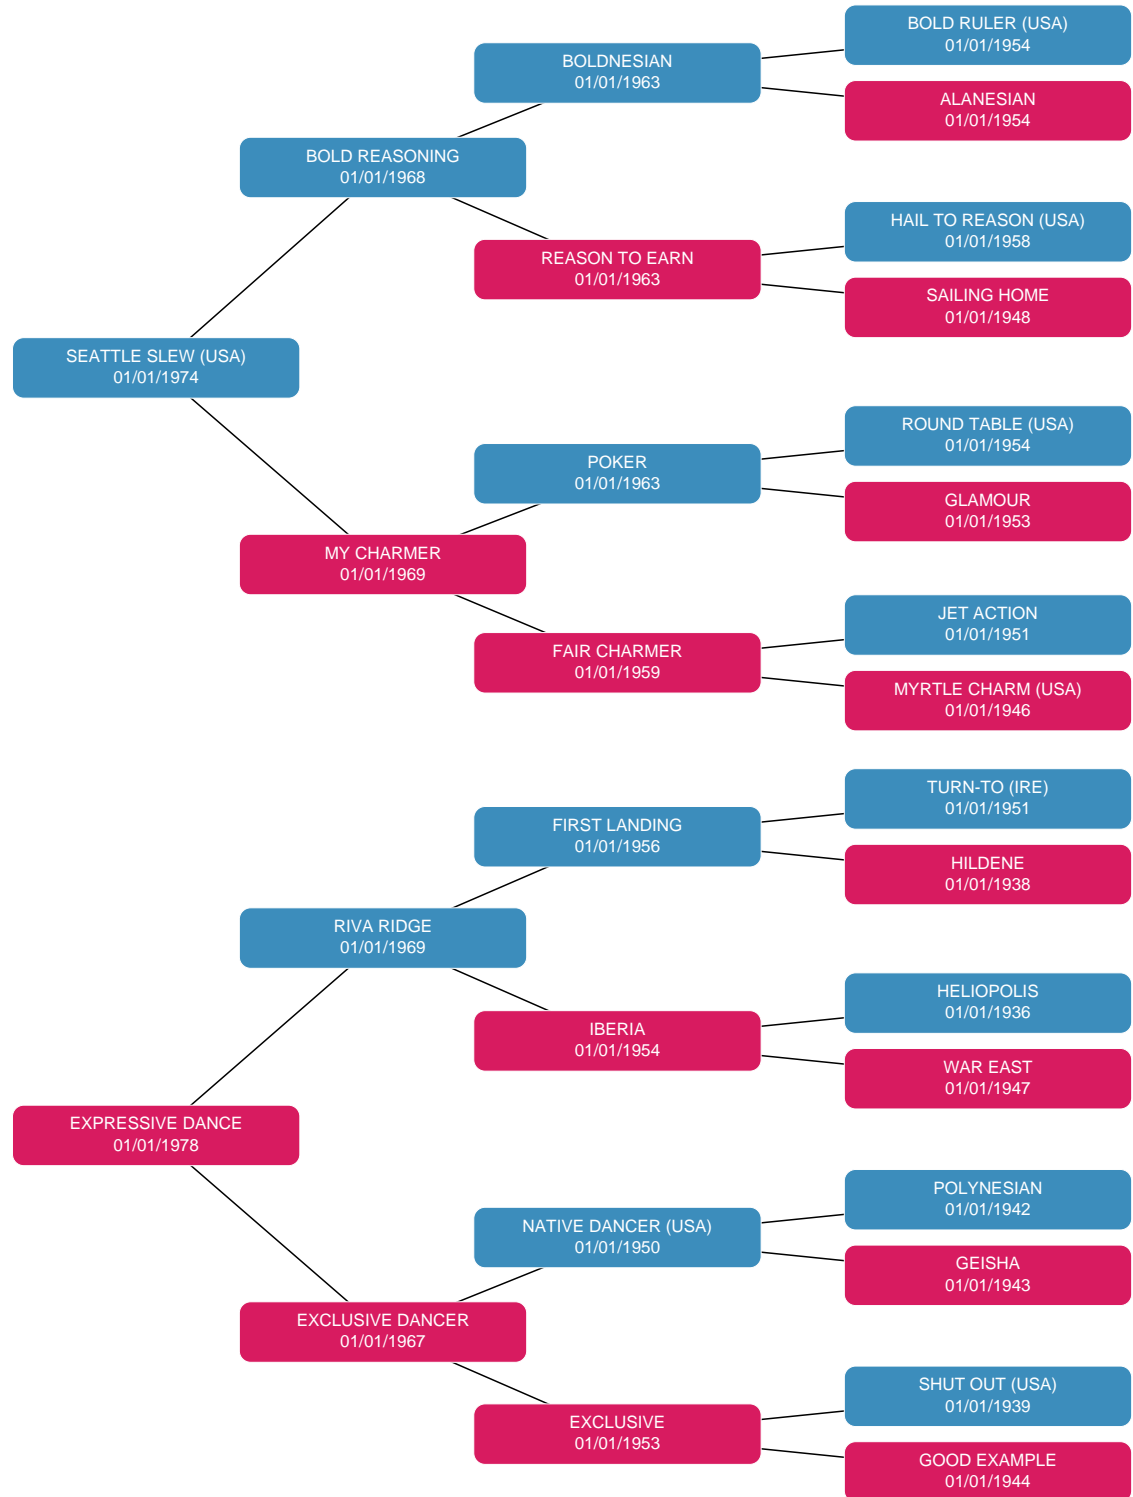 BOLD RULER (USA)
01/01/1954
BOLDNESIAN
01/01/1963
ALANESIAN
01/01/1954
BOLD REASONING
01/01/1968
HAIL TO REASON (USA)
01/01/1958
REASON TO EARN
01/01/1963
SAILING HOME
01/01/1948
SEATTLE SLEW (USA)
01/01/1974
ROUND TABLE (USA)
01/01/1954
POKER
01/01/1963
GLAMOUR
01/01/1953
MY CHARMER
01/01/1969
JET ACTION
01/01/1951
FAIR CHARMER
01/01/1959
MYRTLE CHARM (USA)
01/01/1946
TURN-TO (IRE)
01/01/1951
FIRST LANDING
01/01/1956
HILDENE
01/01/1938
RIVA RIDGE
01/01/1969
HELIOPOLIS
01/01/1936
IBERIA
01/01/1954
WAR EAST
01/01/1947
EXPRESSIVE DANCE
01/01/1978
POLYNESIAN
01/01/1942
NATIVE DANCER (USA)
01/01/1950
GEISHA
01/01/1943
EXCLUSIVE DANCER
01/01/1967
SHUT OUT (USA)
01/01/1939
EXCLUSIVE
01/01/1953
GOOD EXAMPLE
01/01/1944